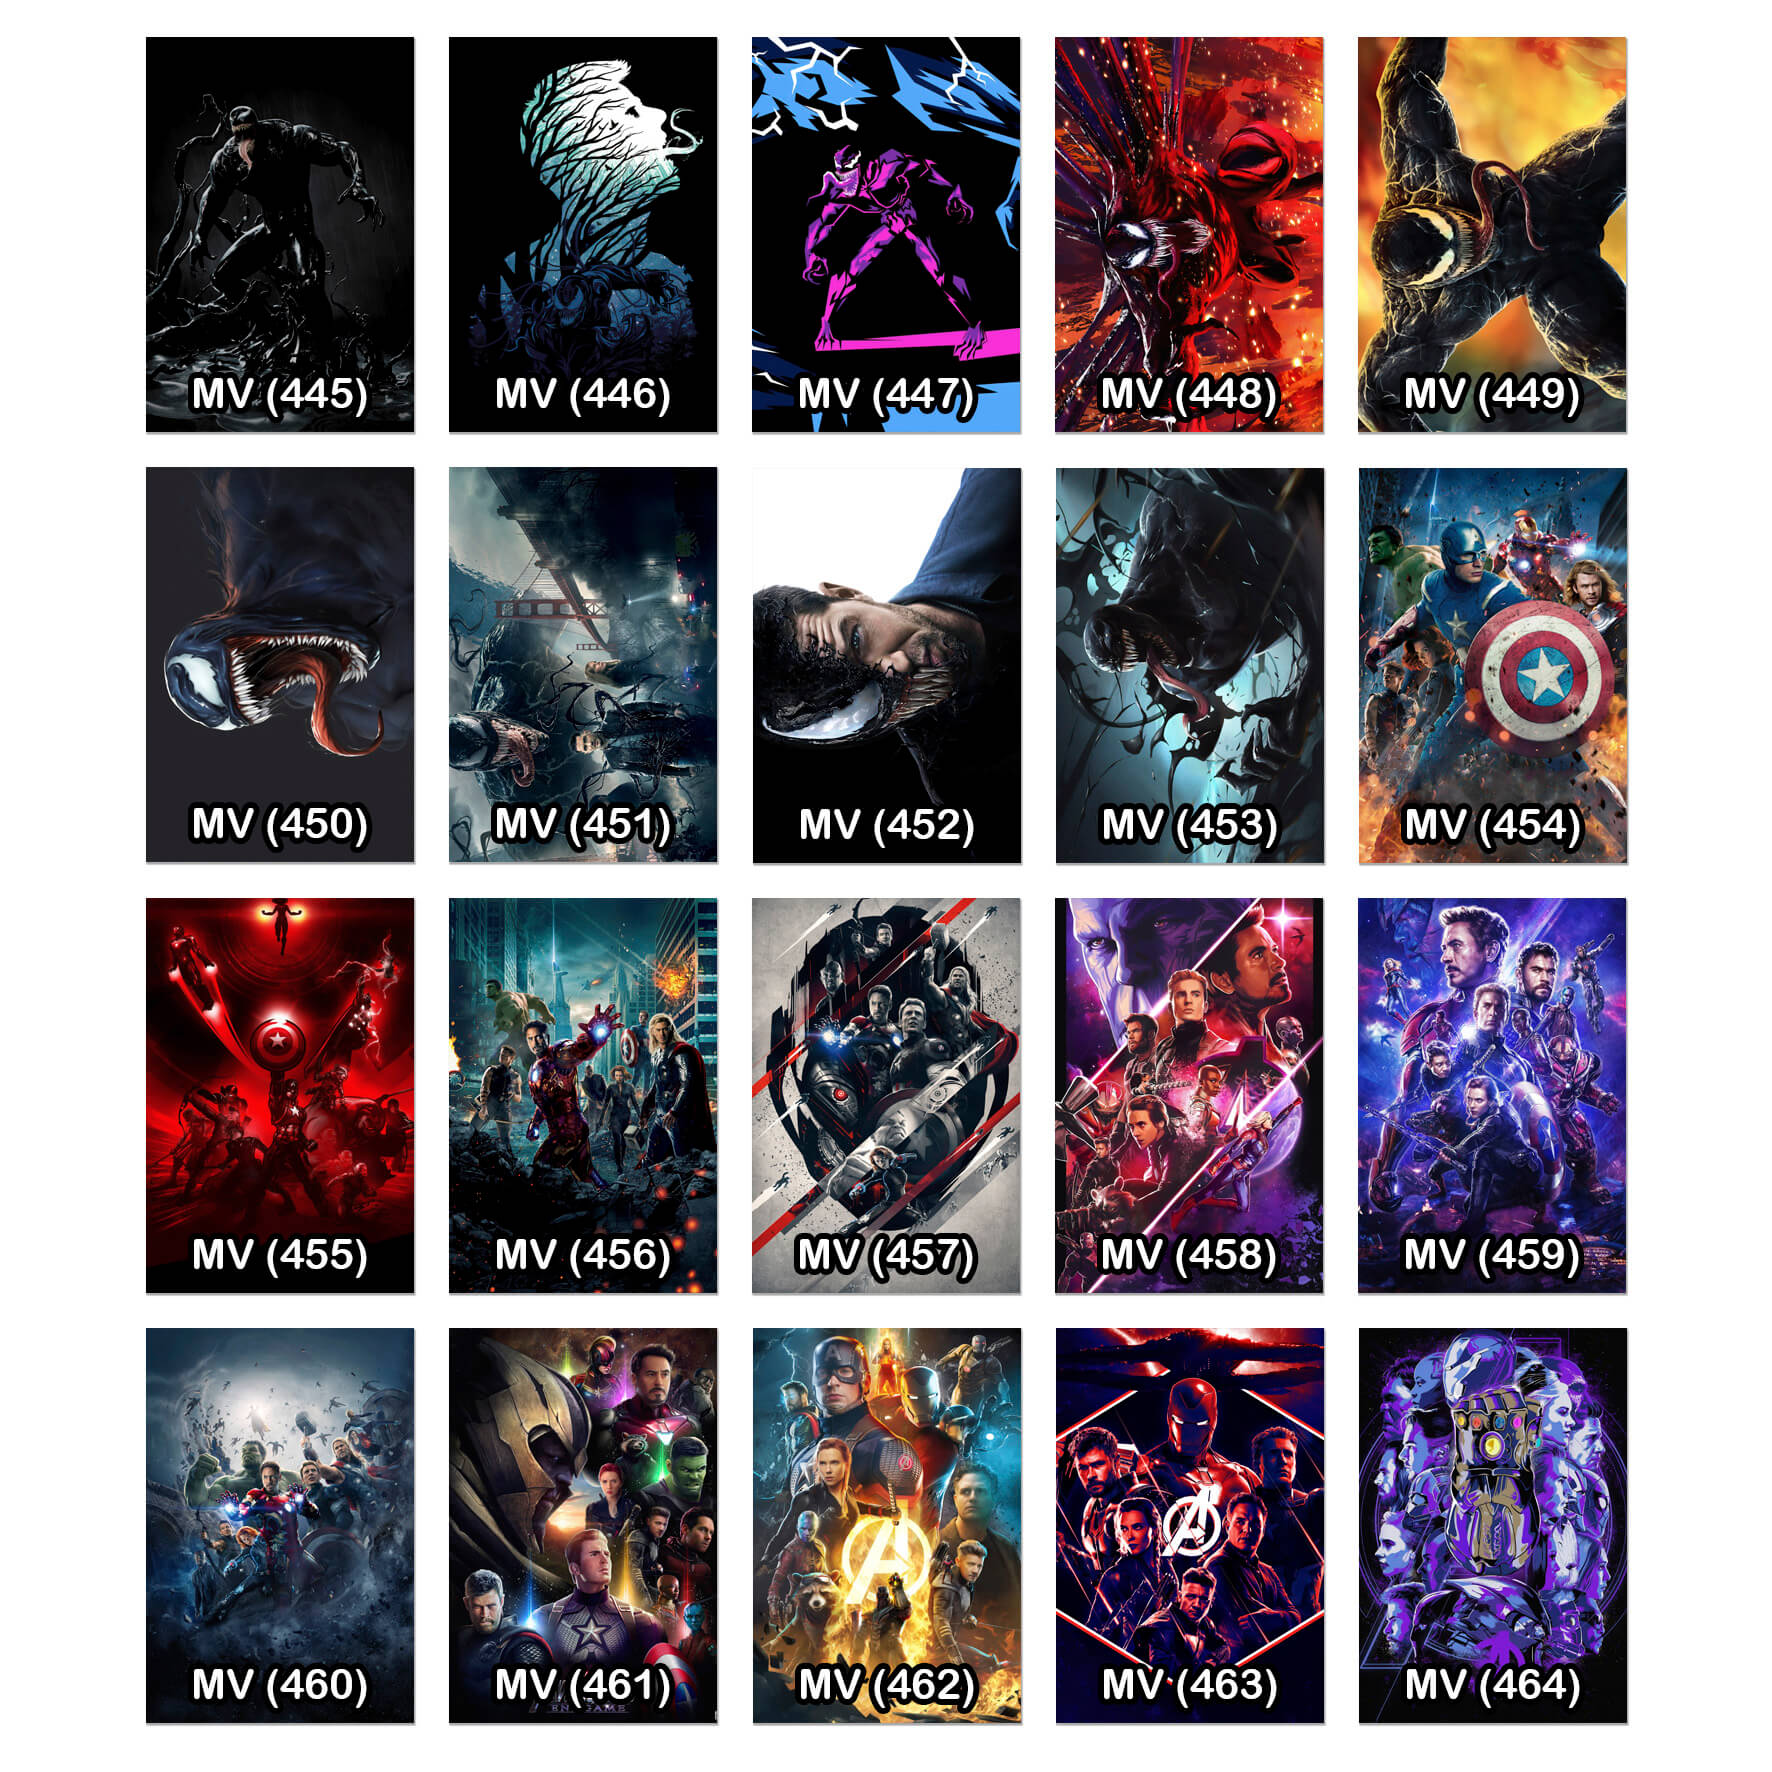 MV (445)
MV (446)
MV (447)
MV (448)
MV (449)
MV (450)
MV (451)
MV (452)
MV (453)
MV (454)
MV (455)
MV (456)
MV (457)
MV (458)
MV (459)
MV (460)
MV (461)
MV (462)
MV (463)
MV (464)